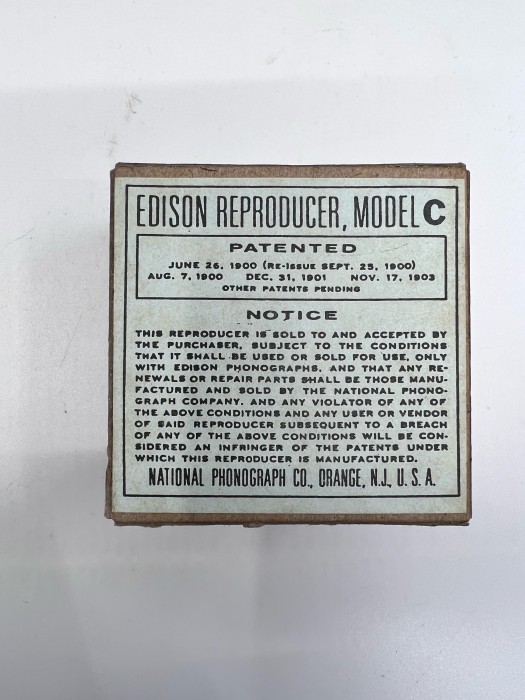 EDISON REPRODUCER, MODEL C
PATENTED
JUNE 26, 1900 (RE-ISSUE SEPT. 25, 1900)
AUG. 7, 1900 DEC. 31, 1901 NOV. 17, 1903
OTHER PATENTS PENDING
NOTICE
THIS REPRODUCER IS SOLD TO AND ACCEPTED BY
THE PURCHASER, SUBJECT TO THE CONDITIONS
THAT IT SHALL BE USED OR SOLD FOR USE, ONLY
WITH EDISON PHONOGRAPHS, AND THAT ANY RE-
NEWALS OR REPAIR PARTS SHALL BE THOSE MANU-
FACTURED AND SOLD BY THE NATIONAL PHONO-
GRAPH COMPANY. AND ANY VIOLATOR OF ANY OF
THE ABOVE CONDITIONS AND ANY USER OR VENDOR
OF SAID REPRODUCER SUBSEQUENT TO A BREACH
OF ANY OF THE ABOVE CONDITIONS WILL BE CON-
SIDERED AN INFRINGER OF THE PATENTS UNDER
WHICH THIS REPRODUCER IS MANUFACTURED.
NATIONAL PHONOGRAPH CO., ORANGE, N.J., U. S. A.